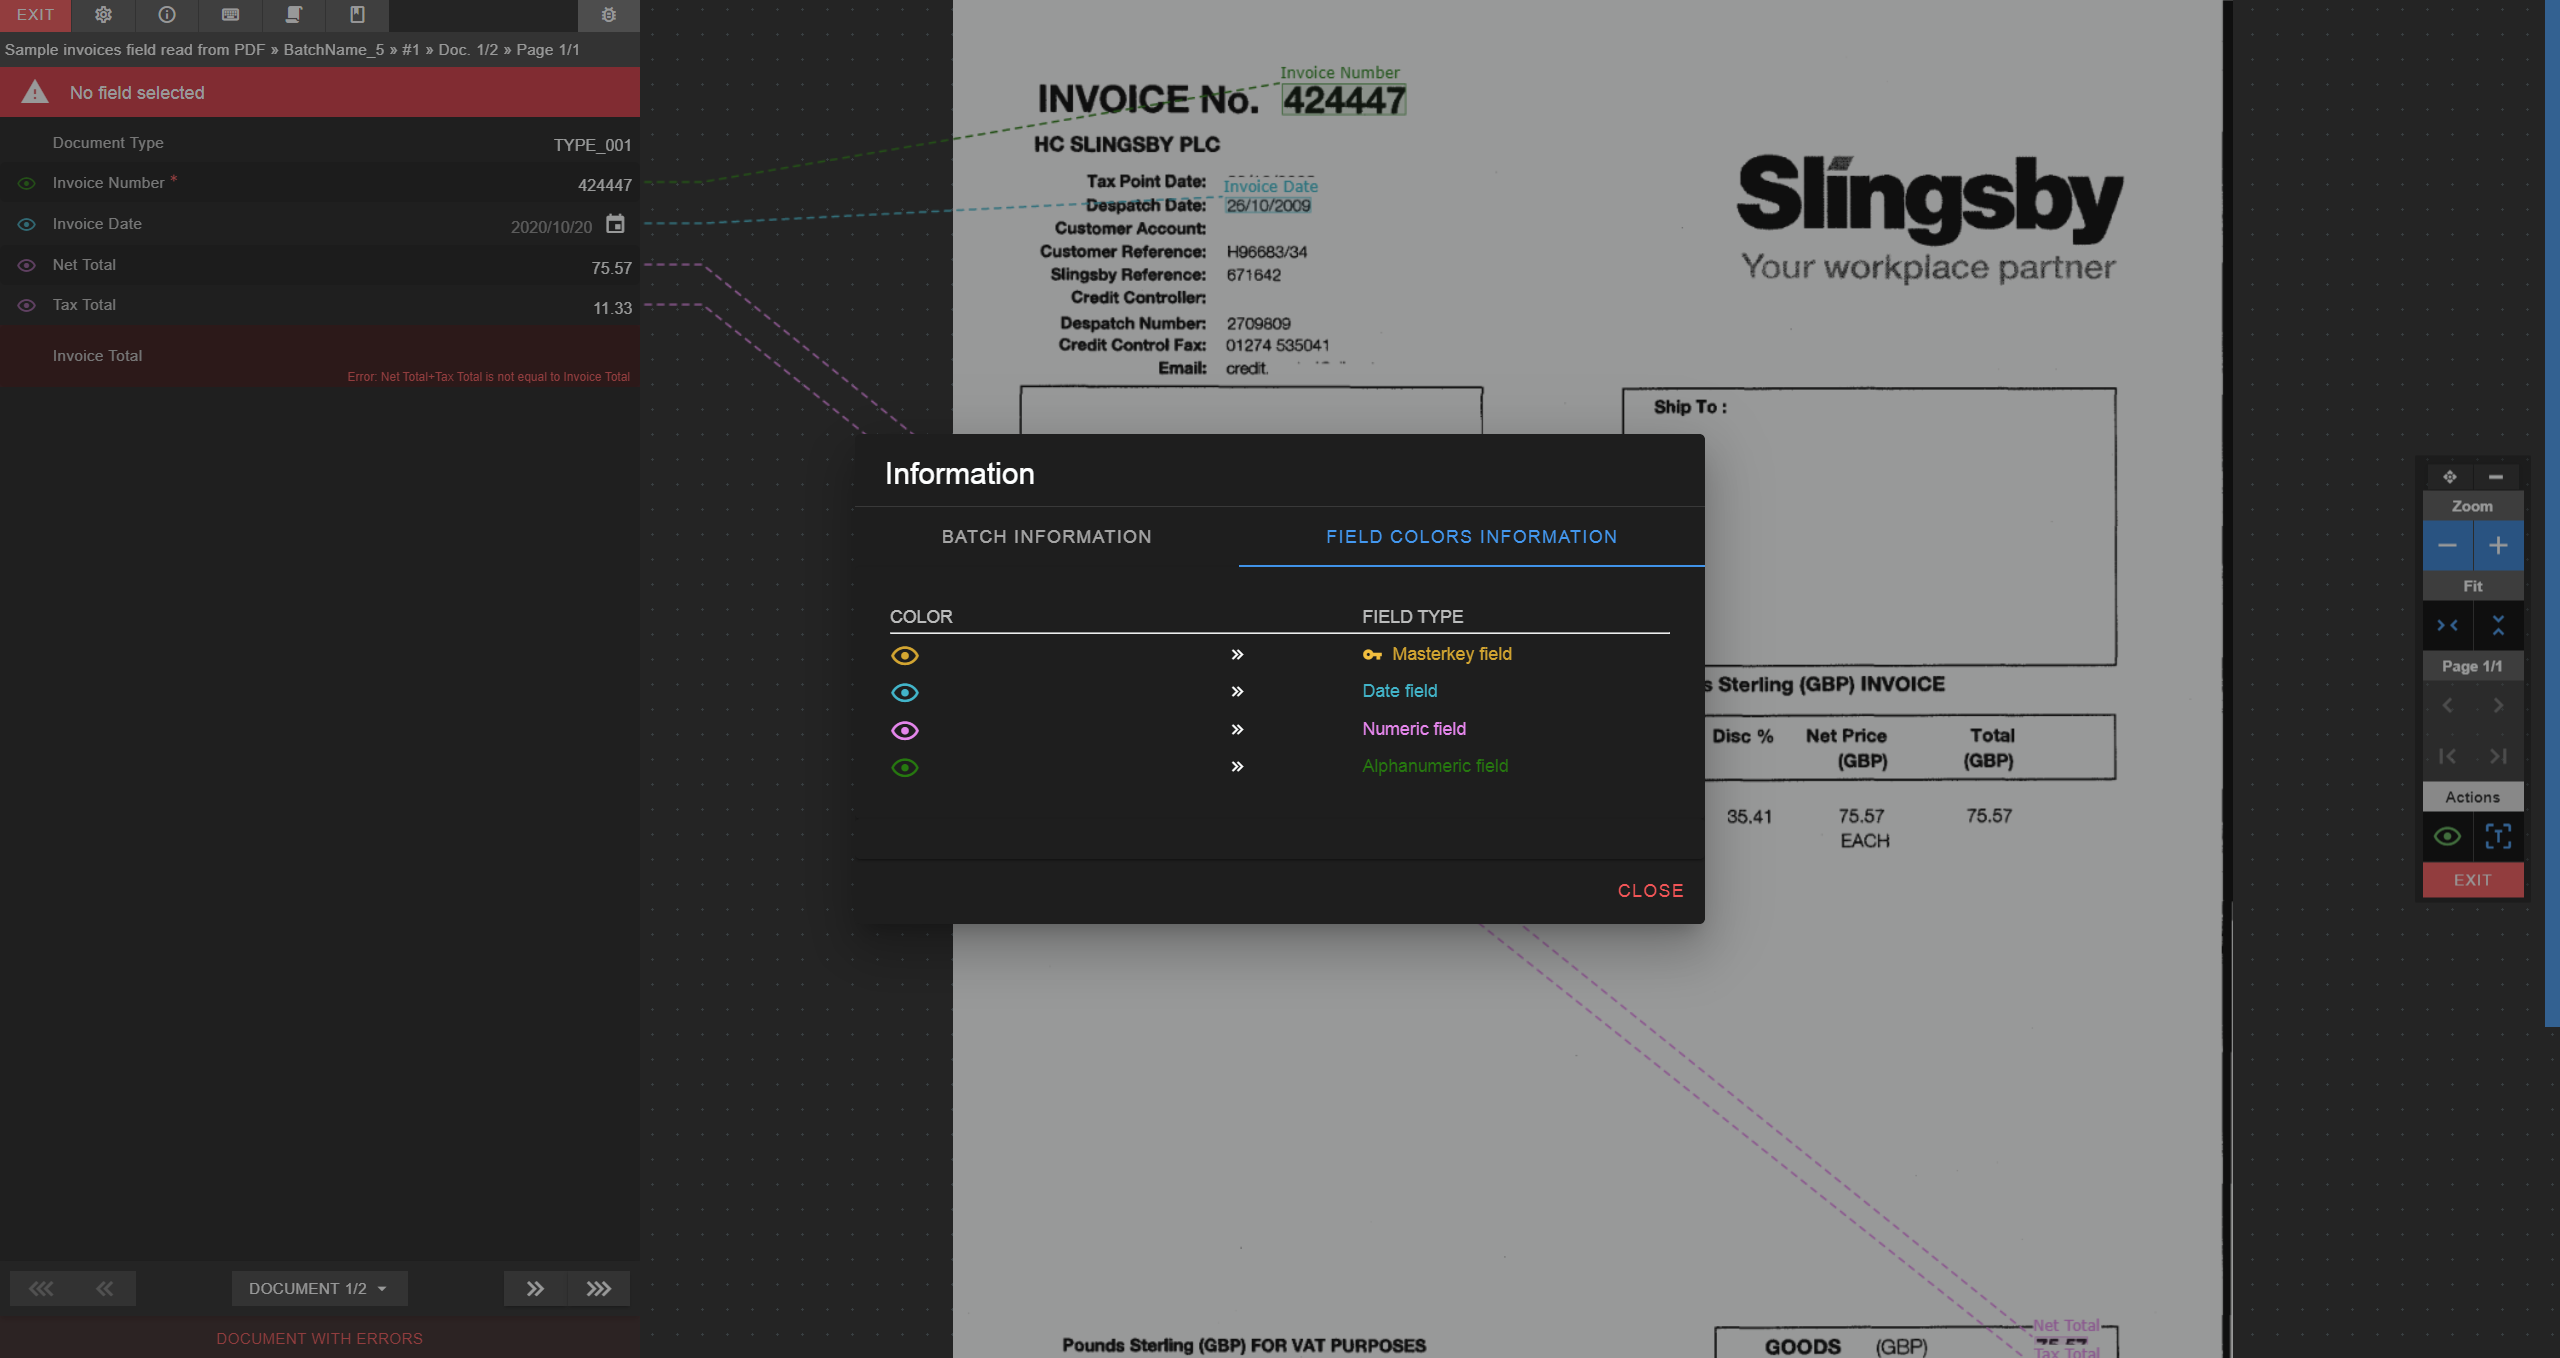 EXIT
Sample invoices field read from PDF » BatchName_5 » #1 » Doc. 1/2 » Page 1/1
No field selected
Document Type TYPE_001
Invoice Number * 424447
Invoice Date 2020/10/20
Net Total 75.57
Tax Total 11.33
Invoice Total
Error: Net Total+Tax Total is not equal to Invoice Total
DOCUMENT 1/2
DOCUMENT WITH ERRORS
Invoice Number
INVOICE No. 424447
HC SLINGSBY PLC
Tax Point Date:
Invoice Date
Despatch Date: 26/10/2009
Customer Account:
Customer Reference: H96683/34
Slingsby Reference: 671642
Credit Controller:
Despatch Number: 2709809
Credit Control Fax: 01274 535041
Email: credit.
Slingsby
Your workplace partner
Ship To :
Information
BATCH INFORMATION FIELD COLORS INFORMATION
COLOR FIELD TYPE
» Masterkey field
» Date field
» Numeric field
» Alphanumeric field
CLOSE
s Sterling (GBP) INVOICE
Disc % Net Price Total
(GBP) (GBP)
35.41 75.57 75.57
EACH
Net Total
Pounds Sterling (GBP) FOR VAT PURPOSES
GOODS (GBP) 75.57
Tax Total
Zoom
Fit
Page 1/1
Actions
EXIT